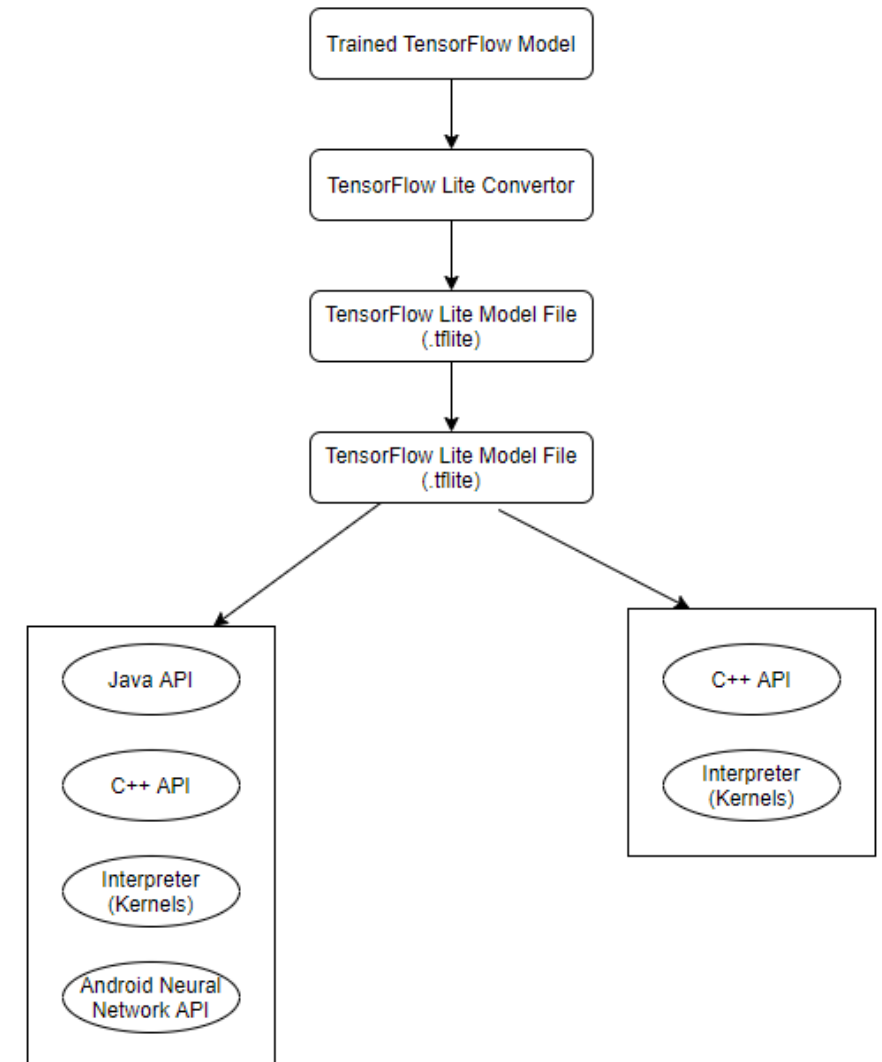 Trained TensorFlow Model
TensorFlow Lite Convertor
TensorFlow Lite Model File
(.tflite)
TensorFlow Lite Model File
(.tflite)
Java API
C++ API
Interpreter
(Kernels)
Android Neural
Network API
C++ API
Interpreter
(Kernels)